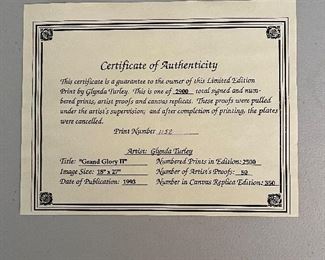 Certificate of Authenticity
This certificate is a guarantee to the owner of this Limited Edition
Print by Glynda Turley. This is one of 2900 total signed and num-
bered prints, artist proofs and canvas replicas. These proofs were pulled
under the artist's supervision, and after completion of printing, the plates
were cancelled.
Print Number
Artist: Glynda Turley
Title: "Grand Glory II" Numbered Prints in Edition: 2500
Image Size: 18" x 27" Number of Artist's Proofs: 50
Date of Publication: 1993 Number in Canvas Replica Edition: 350